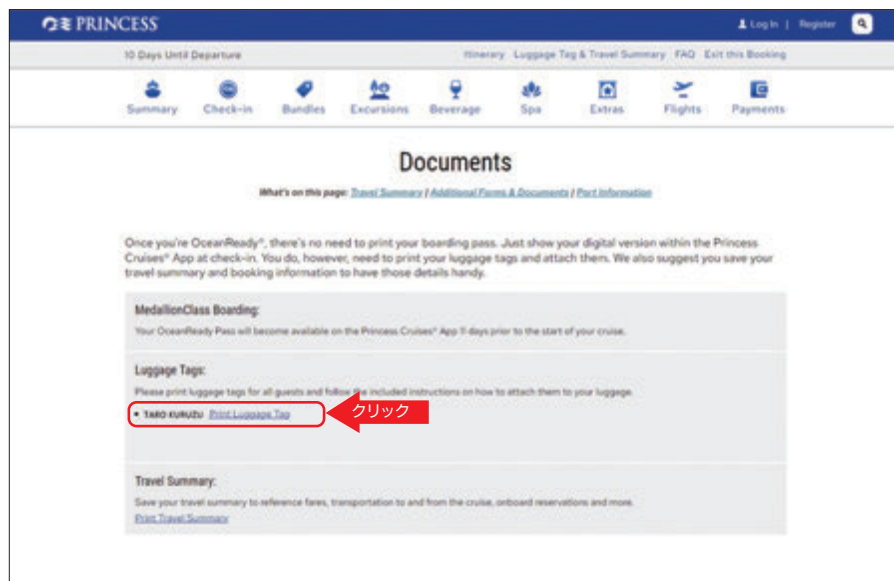 PRINCESS
Log In | Register
10 Days Until Departure
Itinerary Luggage Tag & Travel Summary FAQ Exit this Booking
Summary Check-in Bundles Excursions Beverage Spa Extras Flights Payments
Documents
What's on this page: Travel Summary / Additional Forms & Documents / Port Information
Once you're OceanReady®, there's no need to print your boarding pass. Just show your digital version within the Princess
Cruises® App at check-in. You do, however, need to print your luggage tags and attach them. We also suggest you save your
travel summary and booking information to have those details handy.
MedallionClass Boarding:
Your OceanReady Pass will become available on the Princess Cruises® App 11 days prior to the start of your cruise.
Luggage Tags:
Please print luggage tags for all guests and follow the included instructions on how to attach them to your luggage.
• TARO KURUZU Print Luggage Tag
クリック
Travel Summary:
Save your travel summary to reference fares, transportation to and from the cruise, onboard reservations and more.
Print Travel Summary